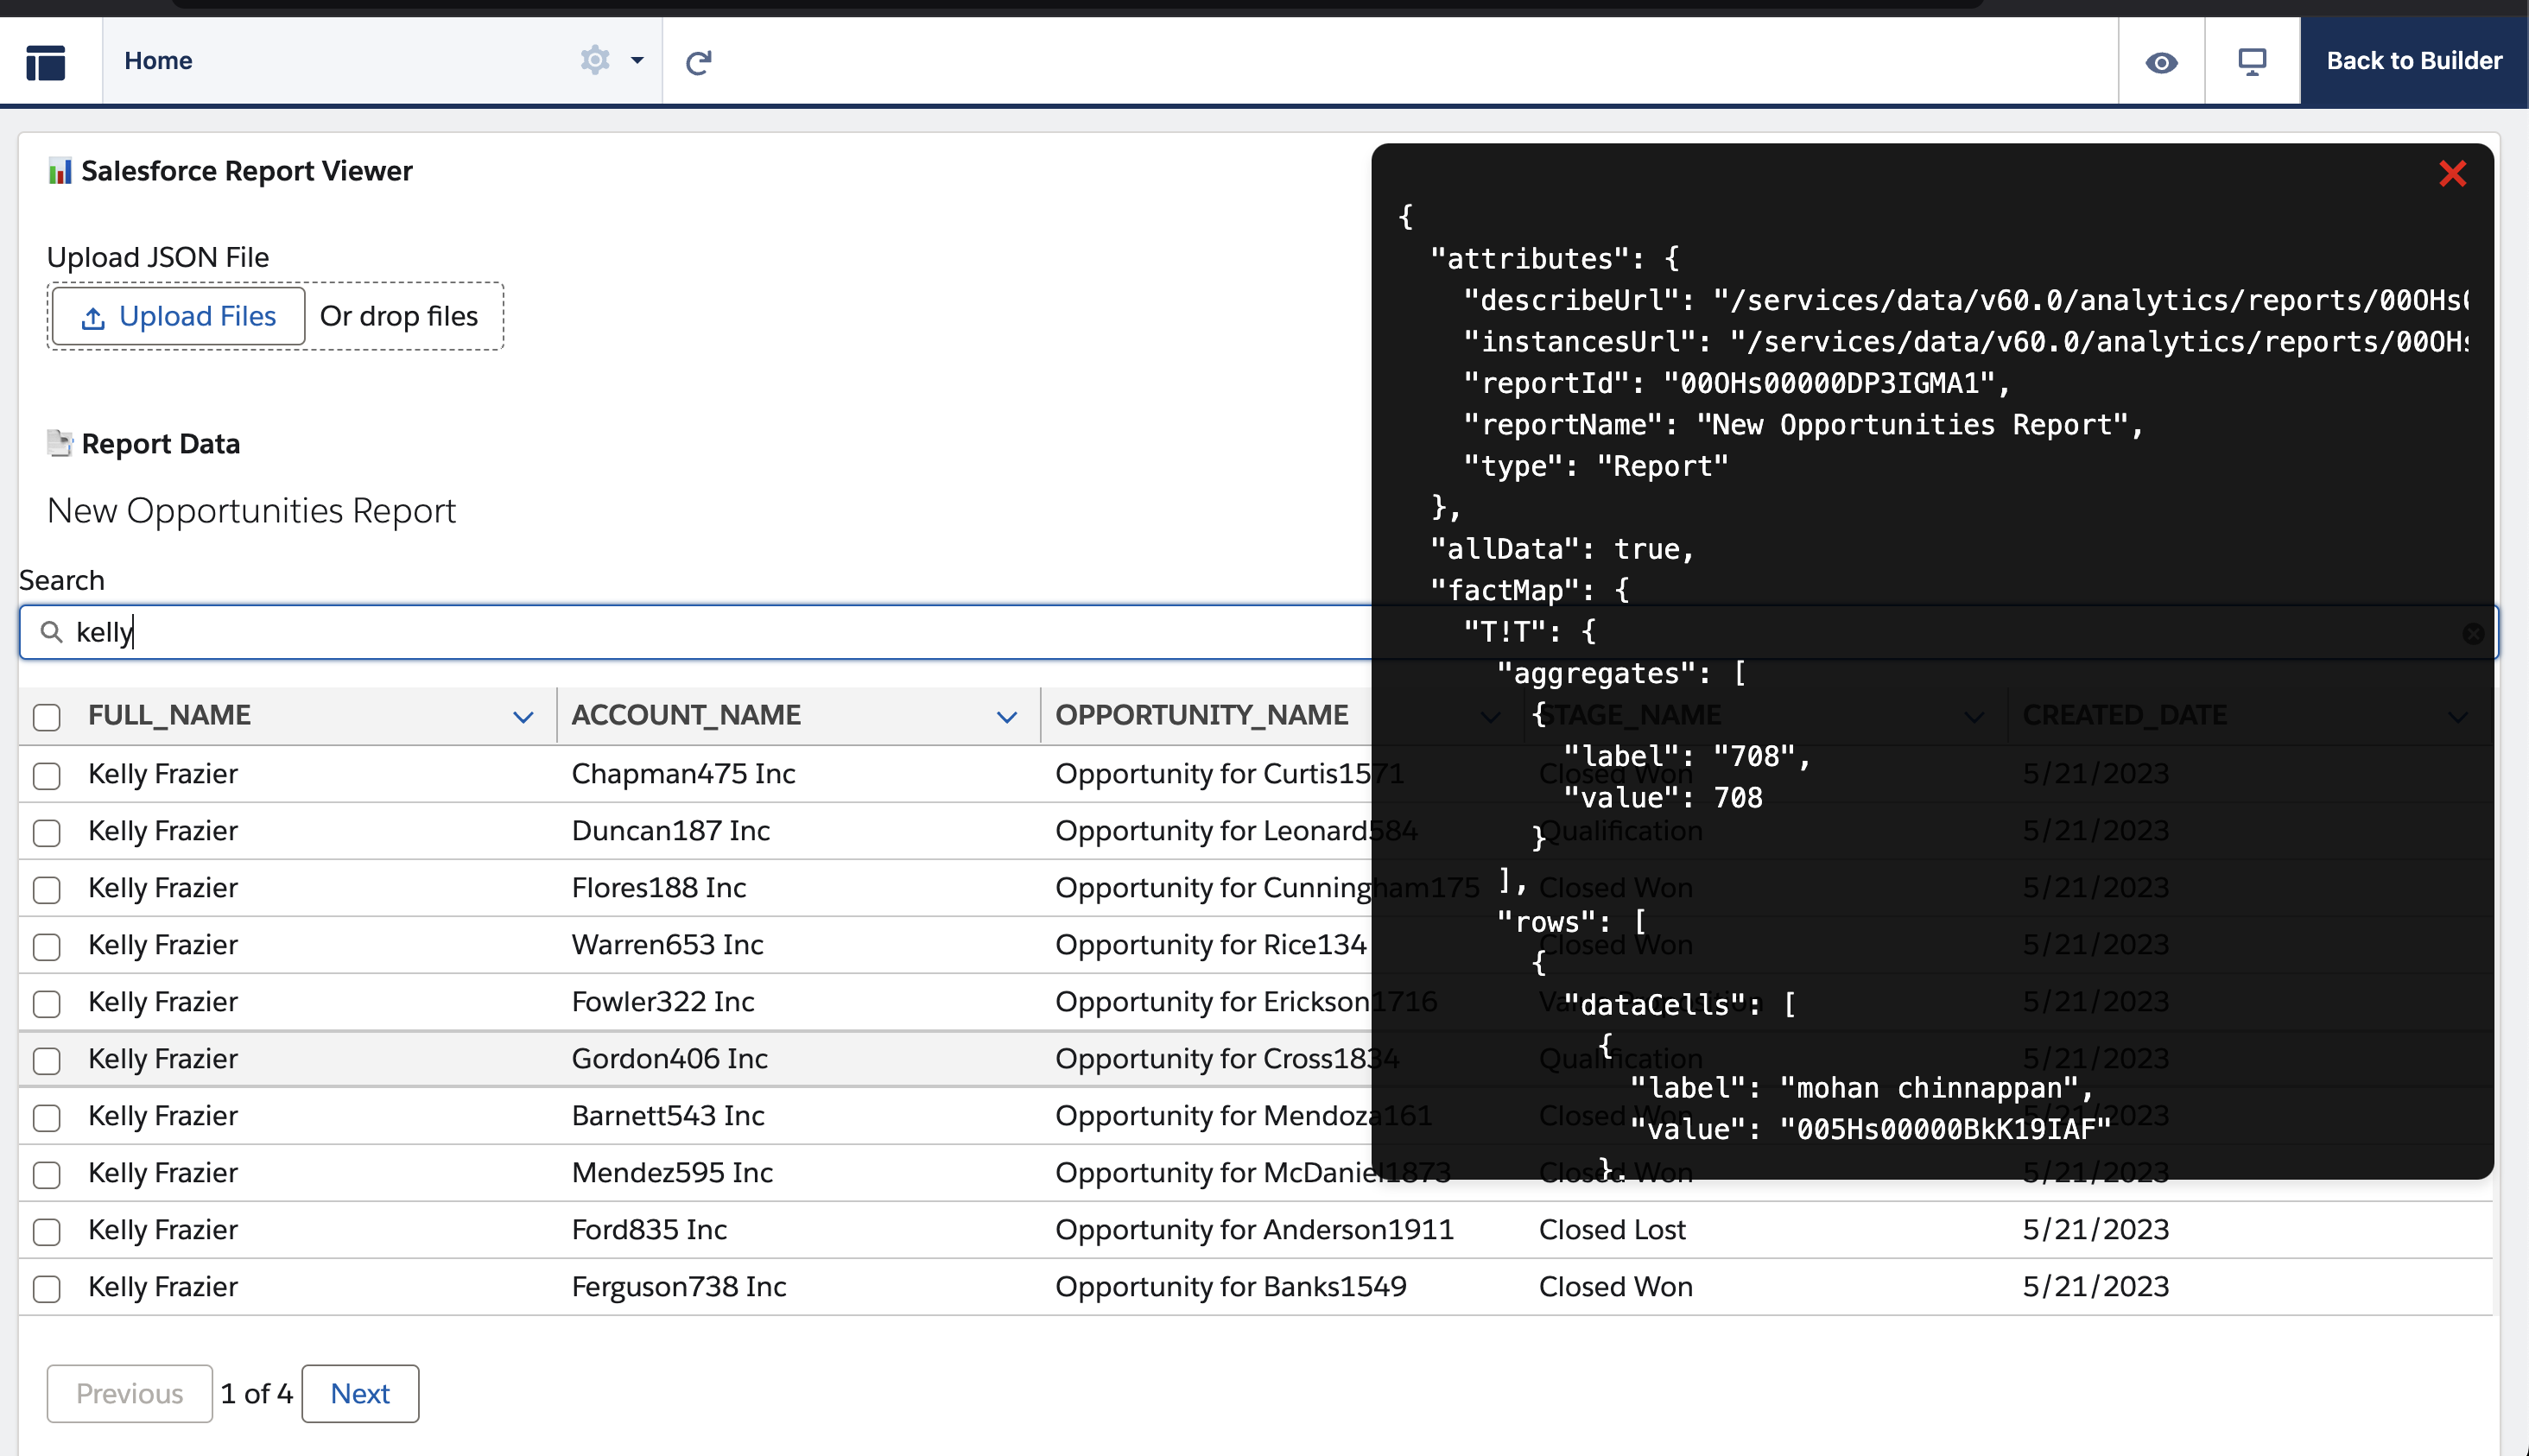 Home
Back to Builder
Salesforce Report Viewer
Upload JSON File
Upload Files Or drop files
Report Data
New Opportunities Report
Search
kelly
FULL_NAME ACCOUNT_NAME OPPORTUNITY_NAME STAGE_NAME CREATED_DATE
Kelly Frazier Chapman475 Inc Opportunity for Curtis1571 Closed Won 5/21/2023
Kelly Frazier Duncan187 Inc Opportunity for Leonard584 Qualification 5/21/2023
Kelly Frazier Flores188 Inc Opportunity for Cunningham175 Closed Won 5/21/2023
Kelly Frazier Warren653 Inc Opportunity for Rice134 Closed Won 5/21/2023
Kelly Frazier Fowler322 Inc Opportunity for Erickson1716 5/21/2023
Kelly Frazier Gordon406 Inc Opportunity for Cross1834 Qualification 5/21/2023
Kelly Frazier Barnett543 Inc Opportunity for Mendoza161 Closed Won 5/21/2023
Kelly Frazier Mendez595 Inc Opportunity for McDaniel1873 Closed Won 5/21/2023
Kelly Frazier Ford835 Inc Opportunity for Anderson1911 Closed Lost 5/21/2023
Kelly Frazier Ferguson738 Inc Opportunity for Banks1549 Closed Won 5/21/2023
Previous 1 of 4 Next
{
"attributes": {
"describeUrl": "/services/data/v60.0/analytics/reports/00OHs
"instancesUrl": "/services/data/v60.0/analytics/reports/00OH
"reportId": "00OHs00000DP3IGMA1",
"reportName": "New Opportunities Report",
"type": "Report"
},
"allData": true,
"factMap": {
"T!T": {
"aggregates": [
{
"label": "708",
"value": 708
}
],
"rows": [
{
"dataCells": [
{
"label": "mohan chinnappan",
"value": "005Hs00000BkK19IAF"
},